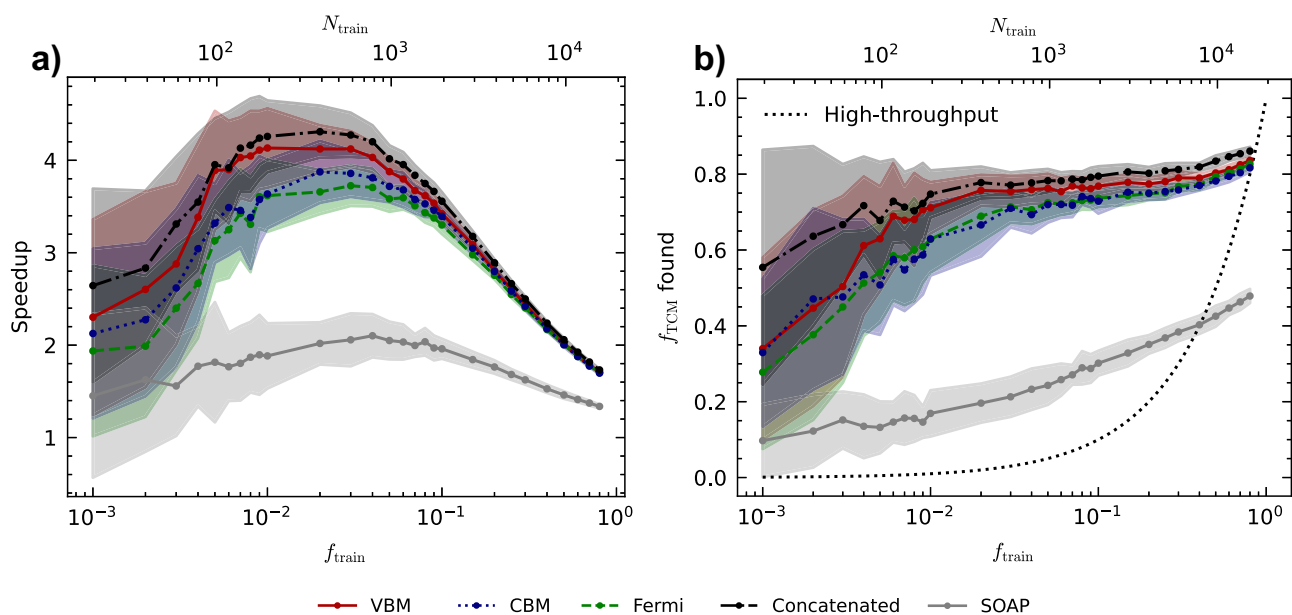 a)
N_train
10^2 10^3 10^4
Speedup
4
3
2
1
10^−3 10^−2 10^−1 10^0
f_train
b)
N_train
10^2 10^3 10^4
f_TCM found
High-throughput
1.0
0.8
0.6
0.4
0.2
0.0
10^−3 10^−2 10^−1 10^0
f_train
VBM CBM Fermi Concatenated SOAP